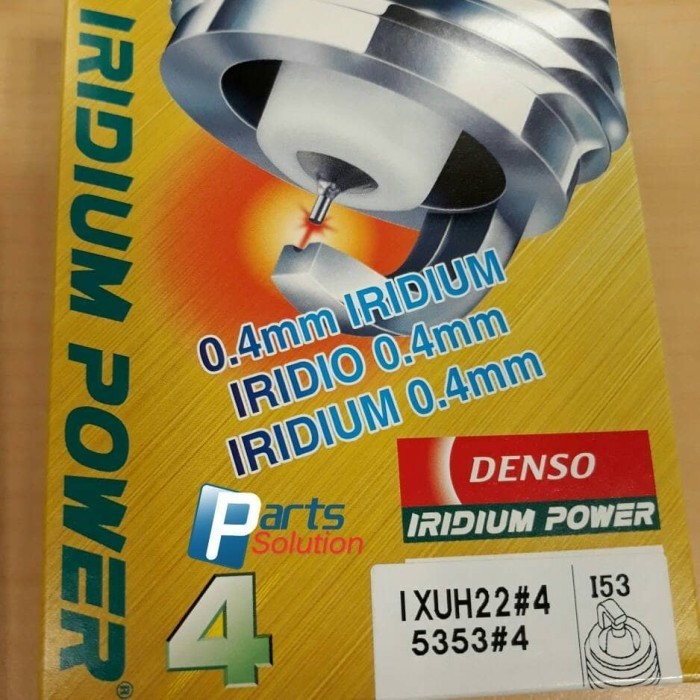 IRIDIUM POWER®
0.4mm IRIDIUM
IRIDIO 0.4mm
IRIDIUM 0.4mm
Parts
Solution
4
DENSO
IRIDIUM POWER
IXUH22#4
5353#4
I53